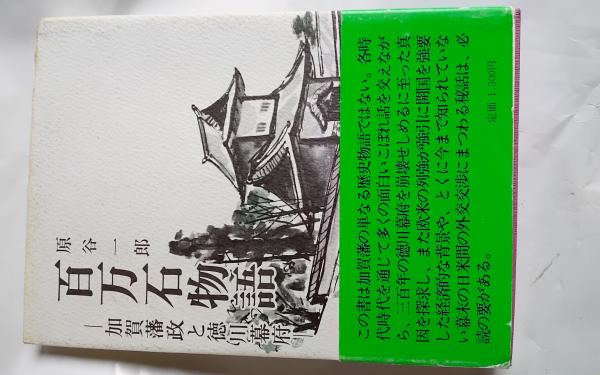 原谷一郎
百万石物語
―加賀藩政と徳川幕府
この書は加賀藩の単なる歴史物語ではない。各時
代時代を通じて多くの面白いこぼれ話を交えなが
ら、三百年の徳川幕府を崩壊せしめるに至った真
因を探求し、また欧米の列強が強引に開国を強要
した経済的な背景や、とくに今まで知られていな
い幕末の日米間の外交交渉にまつわる秘話は、必
読の要がある。
定価 1,300円